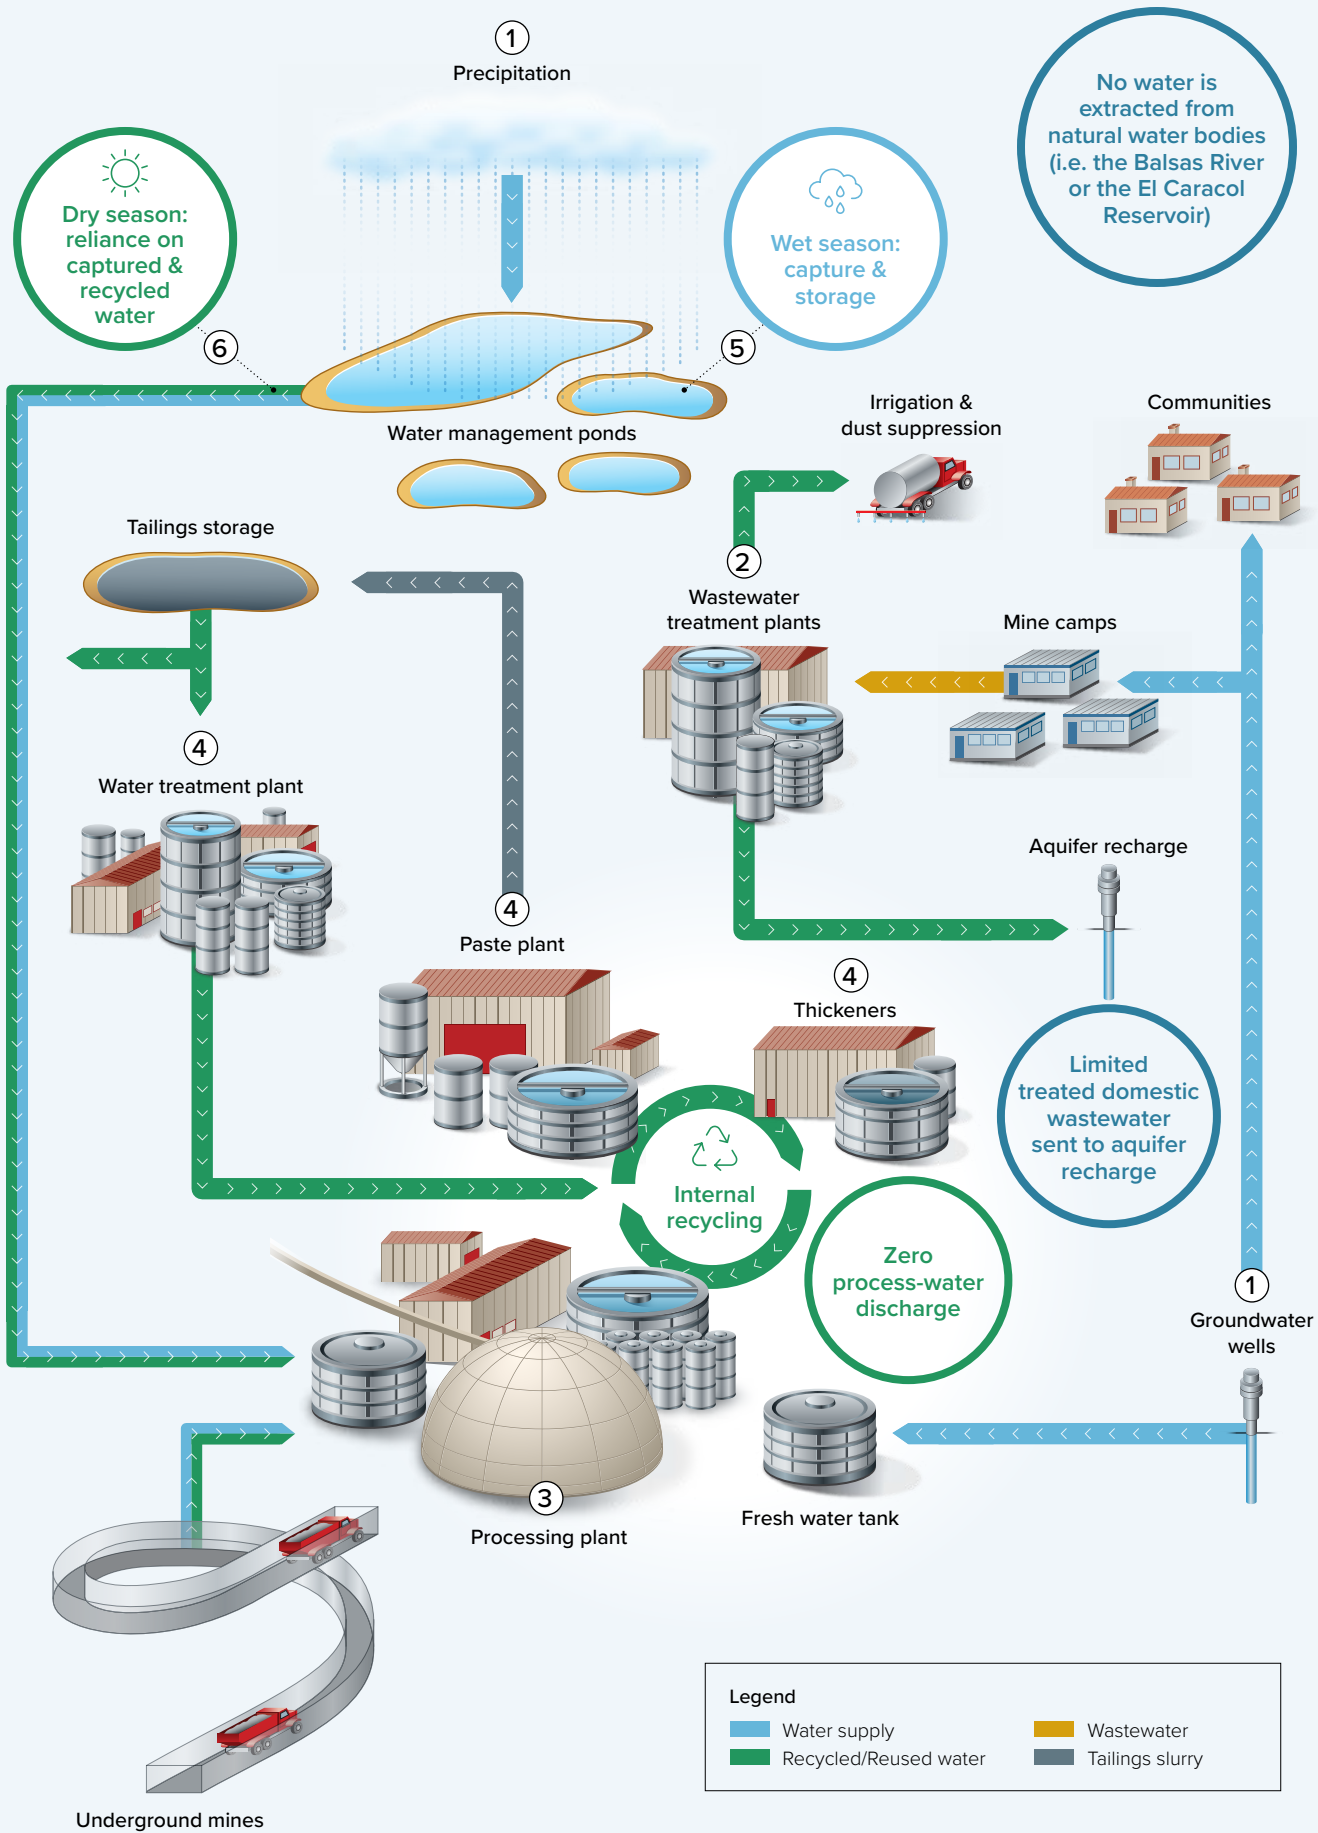 1
Precipitation
No water is
extracted from
natural water bodies
(i.e. the Balsas River
or the El Caracol
Reservoir)
Dry season:
reliance on
captured &
recycled
water
Wet season:
capture &
storage
6
5
Water management ponds
Irrigation &
dust suppression
Communities
Tailings storage
2
Wastewater
treatment plants
Mine camps
4
Water treatment plant
Aquifer recharge
4
Paste plant
4
Thickeners
Limited
treated domestic
wastewater
sent to aquifer
recharge
Internal
recycling
Zero
process-water
discharge
1
Groundwater
wells
3
Processing plant
Fresh water tank
Underground mines
Legend
Water supply
Recycled/Reused water
Wastewater
Tailings slurry